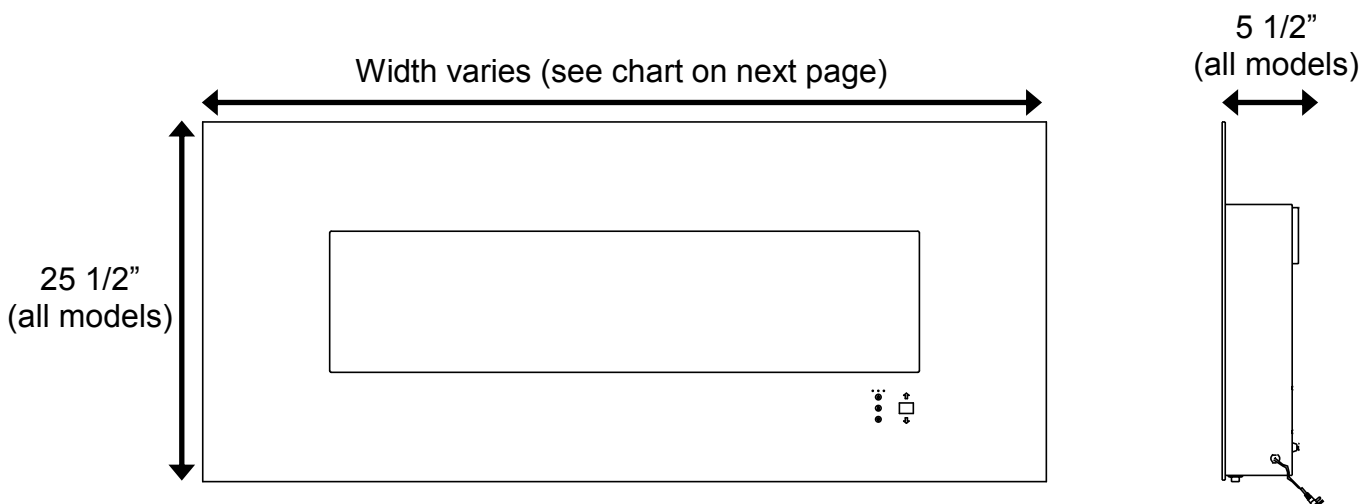 5 1/2”
(all models)
Width varies (see chart on next page)
25 1/2”
(all models)